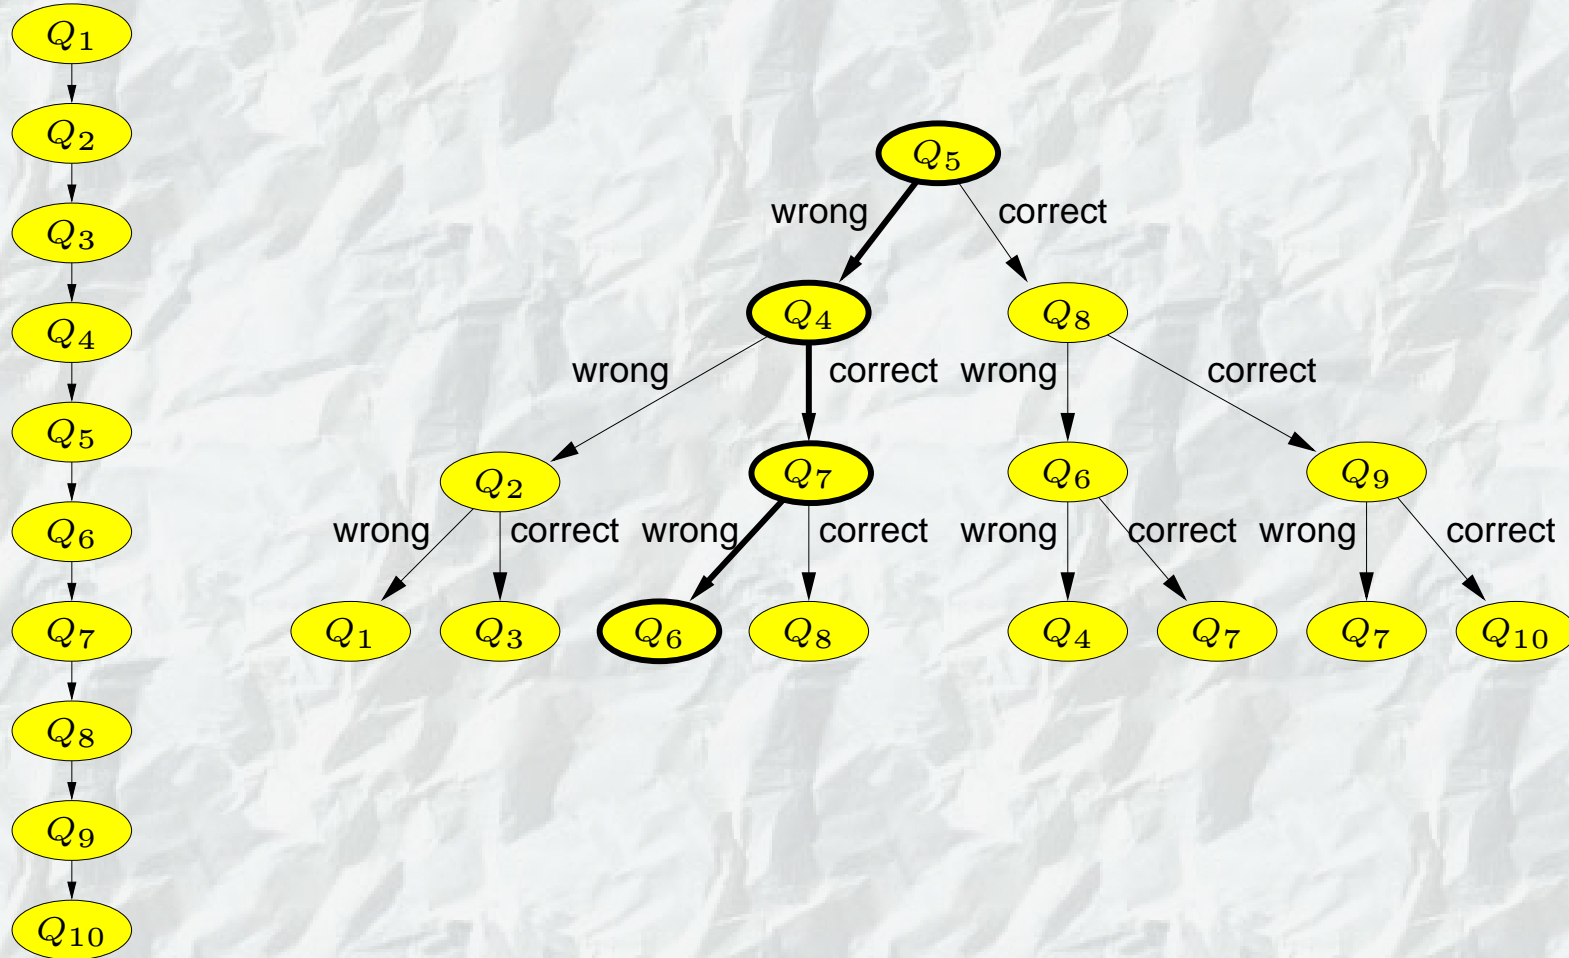 Q1
Q2
Q3
Q4
Q5
Q6
Q7
Q8
Q9
Q10
Q5
wrong correct
Q4 Q8
wrong correct wrong correct
Q2 Q7 Q6 Q9
wrong correct wrong correct wrong correct wrong correct
Q1 Q3 Q6 Q8 Q4 Q7 Q7 Q10